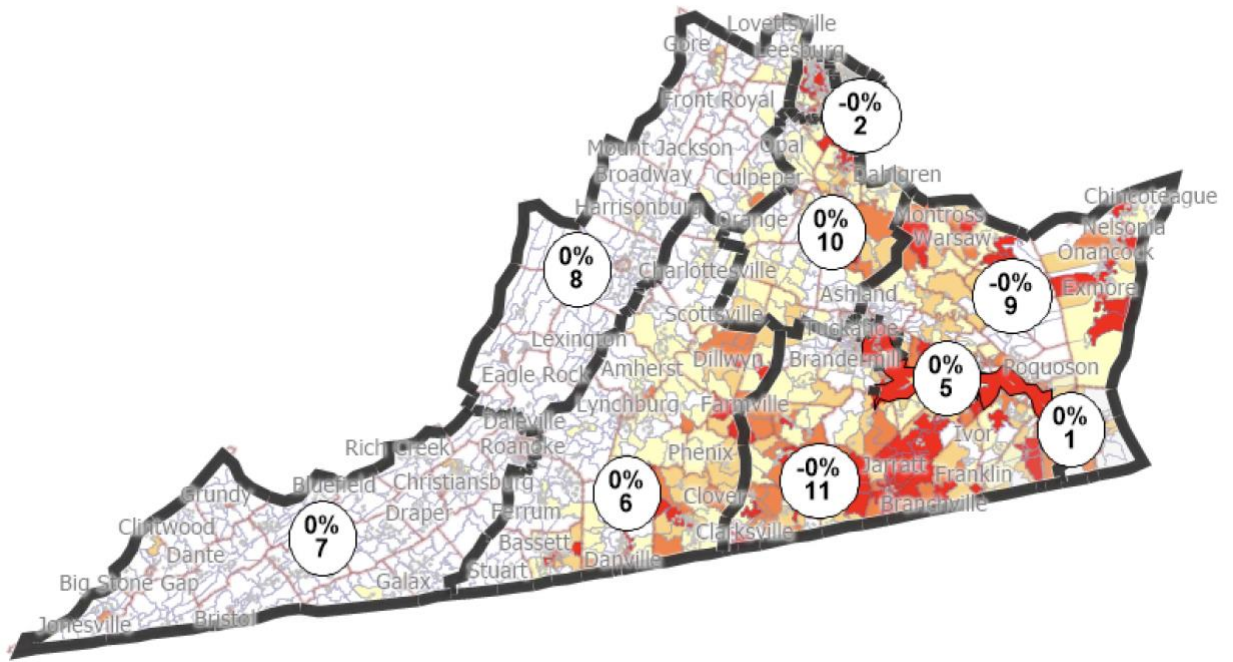 Lovettsville
Gore
Leesburg
Front Royal
-0%
2
Mount Jackson
Opal
Broadway
Culpeper
Dahlgren
Chincoteague
Harrisonburg
Orange
Montross
Nelsonia
0%
10
Warsaw
Onancock
0%
8
Charlottesville
Exmore
-0%
9
Ashland
Scottsville
Tuckahoe
Lexington
Dillwyn
Brandermill
Poquoson
Amherst
0%
5
Eagle Rock
Lynchburg
Farmville
0%
1
Daleville
Ivor
Rich Creek
Roanoke
Phenix
Jarratt
Franklin
Bluefield
Christiansburg
0%
6
-0%
11
Grundy
Clover
Branchville
Clintwood
Draper
Ferrum
Clarksville
0%
7
Dante
Bassett
Danville
Big Stone Gap
Galax
Stuart
Jonesville
Bristol